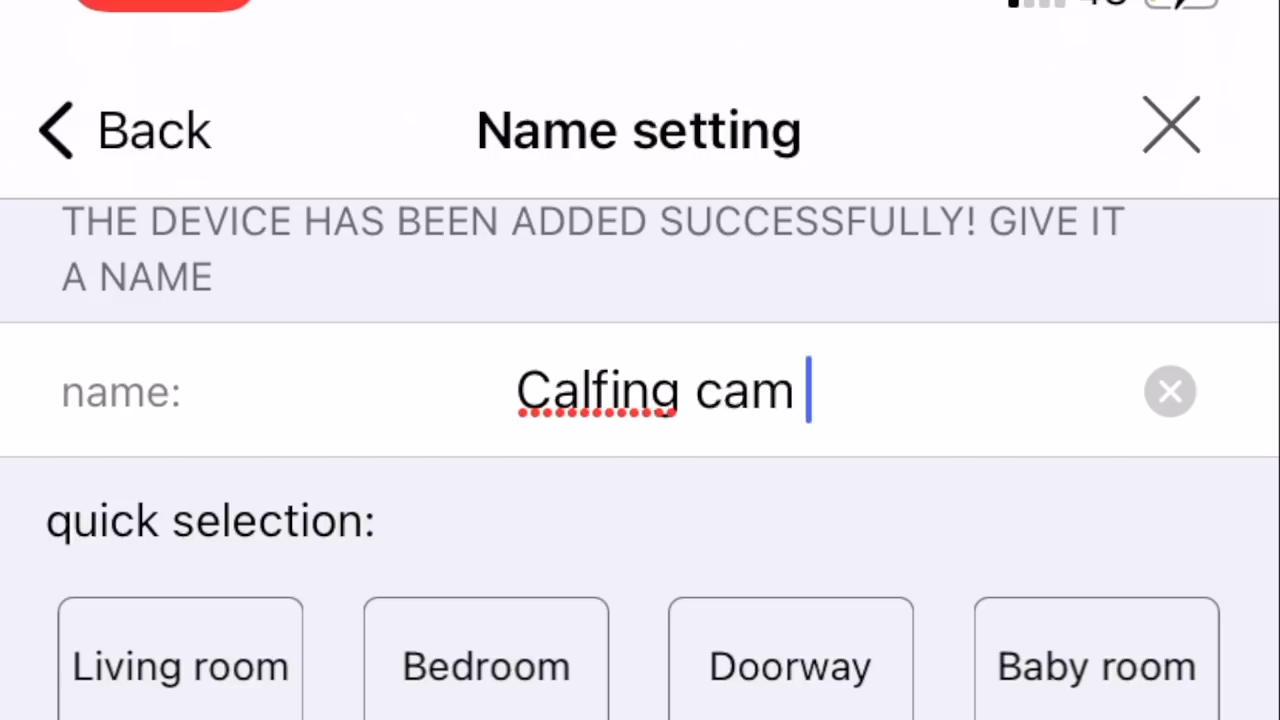 Back
Name setting
THE DEVICE HAS BEEN ADDED SUCCESSFULLY! GIVE IT
A NAME
name:
Calfing cam
quick selection:
Living room
Bedroom
Doorway
Baby room